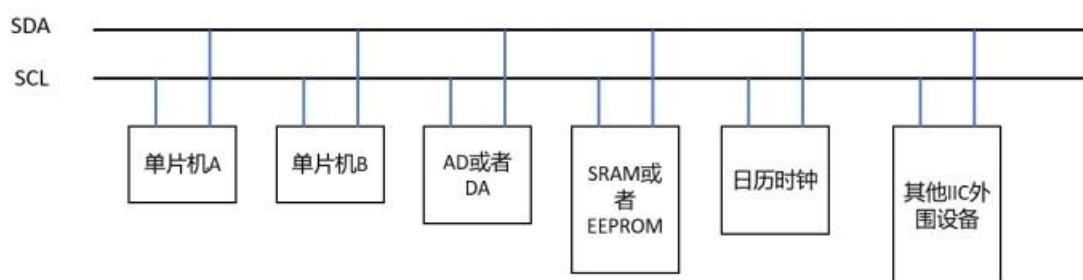 SDA
SCL
单片机A
单片机B
AD或者
DA
SRAM或
者
EEPROM
日历时钟
其他IIC外
围设备